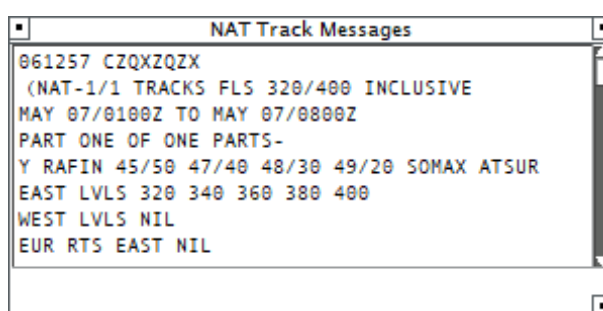 NAT Track Messages
061257 CZQXZQZX
(NAT-1/1 TRACKS FLS 320/400 INCLUSIVE
MAY 07/0100Z TO MAY 07/0800Z
PART ONE OF ONE PARTS-
Y RAFIN 45/50 47/40 48/30 49/20 SOMAX ATSUR
EAST LVLS 320 340 360 380 400
WEST LVLS NIL
EUR RTS EAST NIL